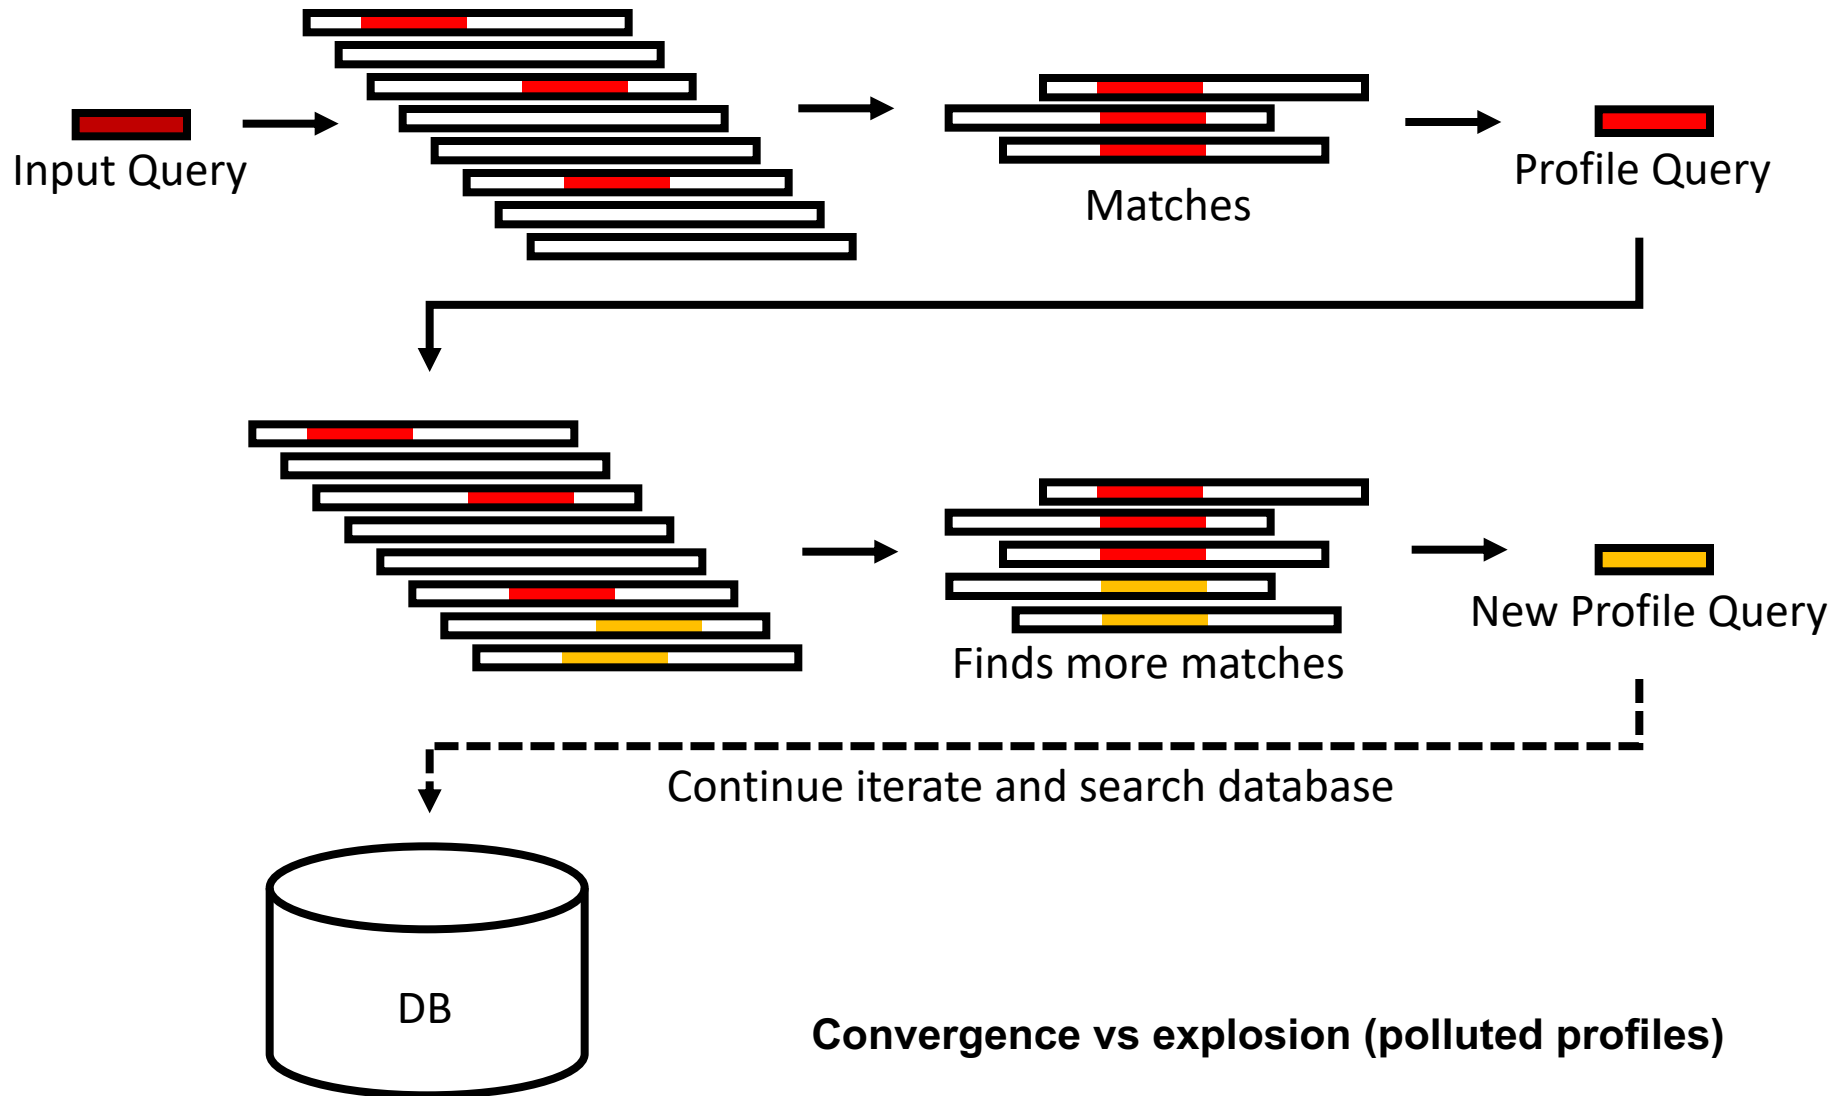 Input Query
Matches
Profile Query
Finds more matches
New Profile Query
Continue iterate and search database
DB
Convergence vs explosion (polluted profiles)